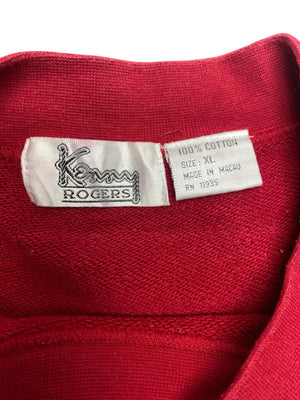 Kenny
ROGERS
100% COTTON
SIZE: XL
MADE IN MACAU
RN 11935